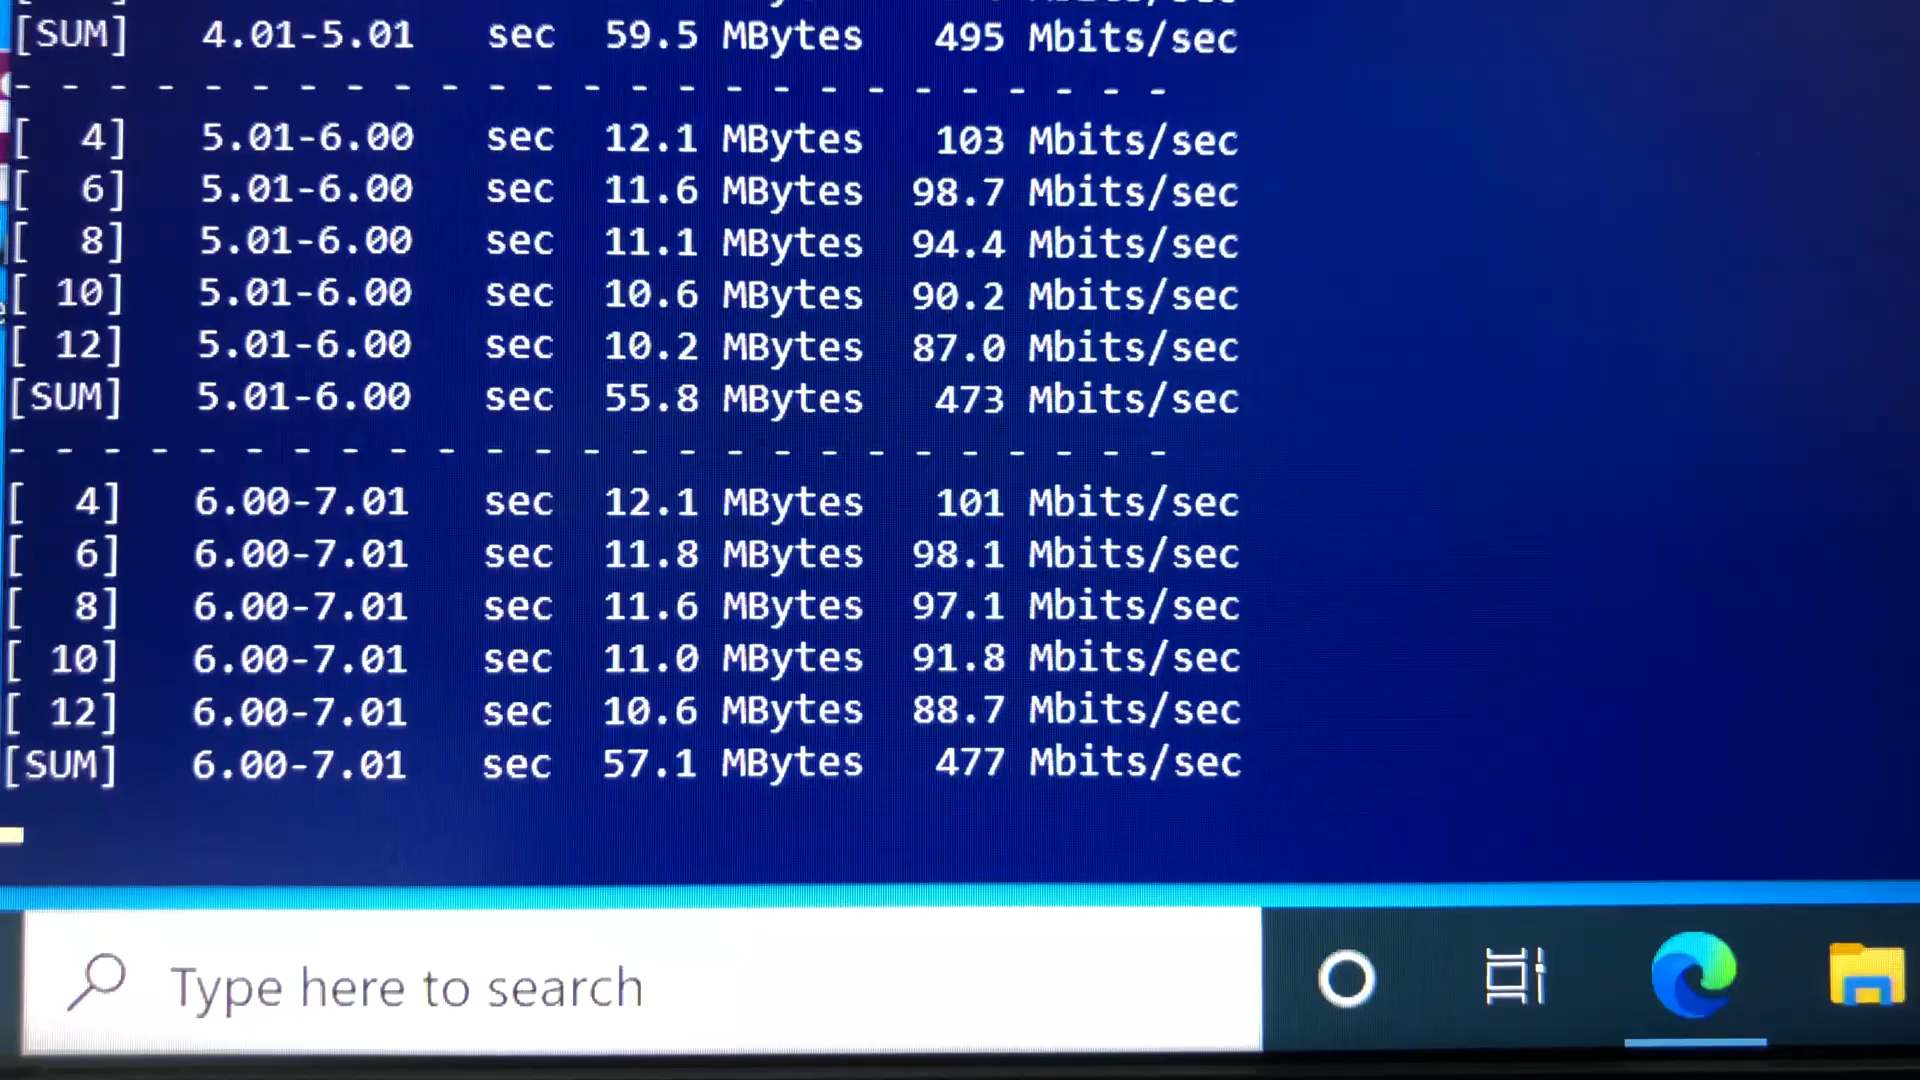 [SUM] 4.01-5.01 sec 59.5 MBytes 495 Mbits/sec
- - - - - - - - - - - - - - - - - - - - - - - - -
[ 4] 5.01-6.00 sec 12.1 MBytes 103 Mbits/sec
[ 6] 5.01-6.00 sec 11.6 MBytes 98.7 Mbits/sec
[ 8] 5.01-6.00 sec 11.1 MBytes 94.4 Mbits/sec
[ 10] 5.01-6.00 sec 10.6 MBytes 90.2 Mbits/sec
[ 12] 5.01-6.00 sec 10.2 MBytes 87.0 Mbits/sec
[SUM] 5.01-6.00 sec 55.8 MBytes 473 Mbits/sec
- - - - - - - - - - - - - - - - - - - - - - - - -
[ 4] 6.00-7.01 sec 12.1 MBytes 101 Mbits/sec
[ 6] 6.00-7.01 sec 11.8 MBytes 98.1 Mbits/sec
[ 8] 6.00-7.01 sec 11.6 MBytes 97.1 Mbits/sec
[ 10] 6.00-7.01 sec 11.0 MBytes 91.8 Mbits/sec
[ 12] 6.00-7.01 sec 10.6 MBytes 88.7 Mbits/sec
[SUM] 6.00-7.01 sec 57.1 MBytes 477 Mbits/sec
Type here to search